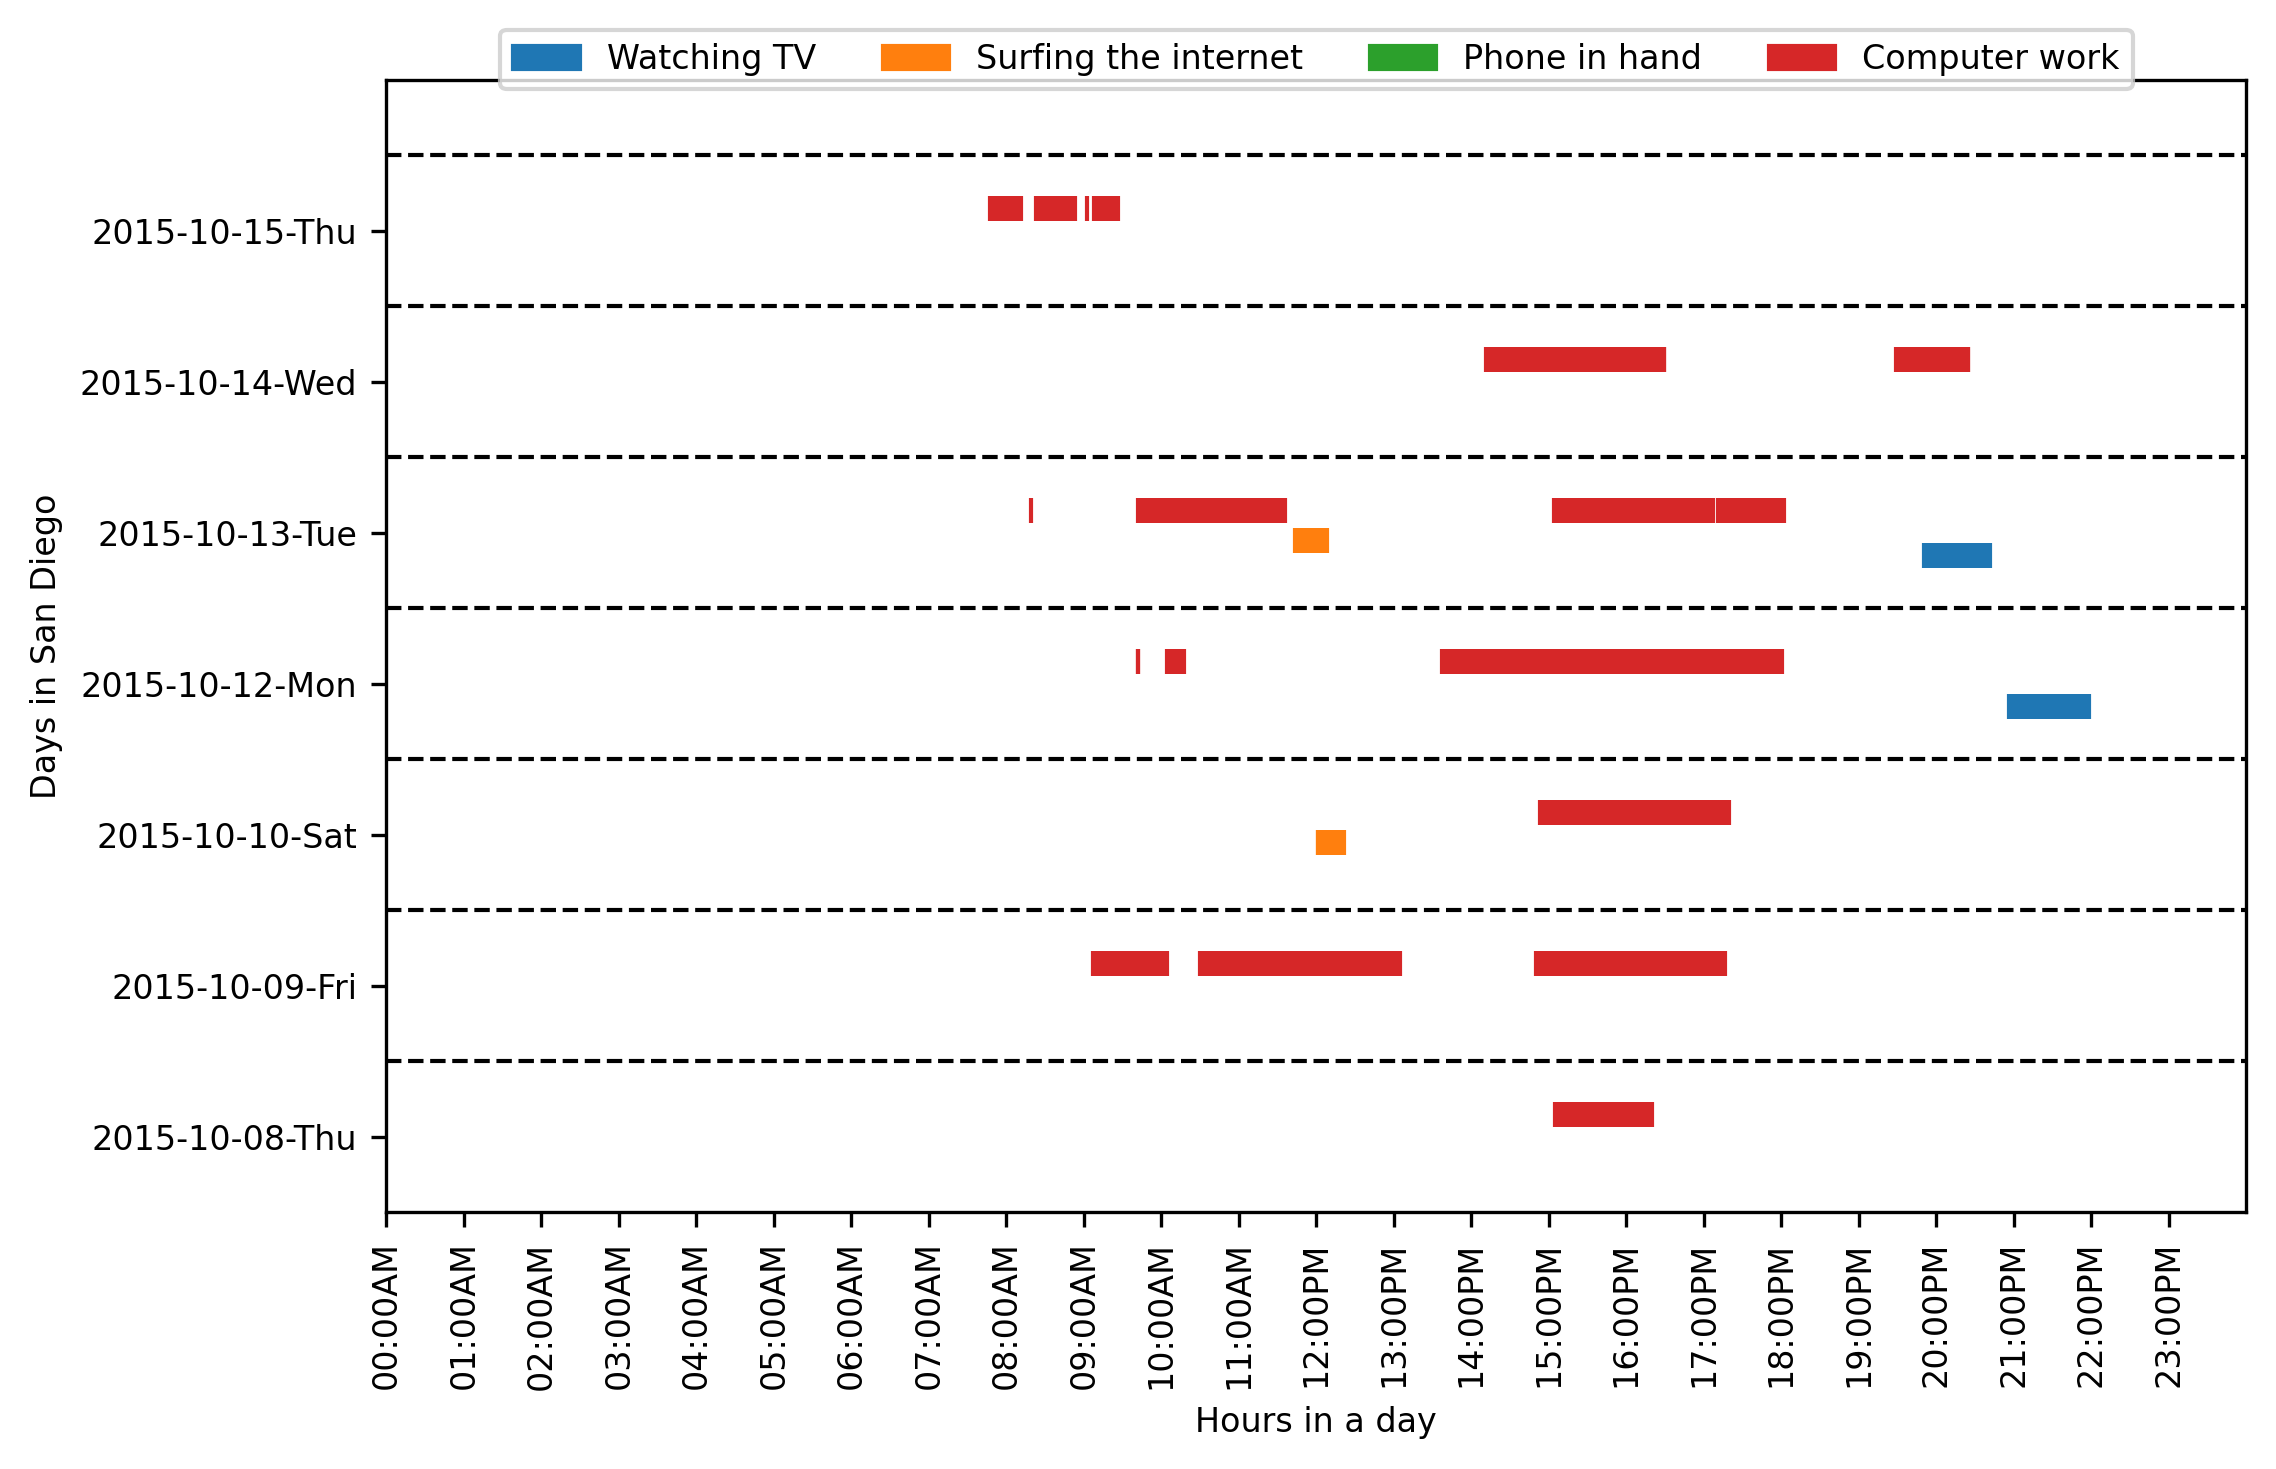 Watching TV Surfing the internet Phone in hand Computer work
Days in San Diego
2015-10-15-Thu
2015-10-14-Wed
2015-10-13-Tue
2015-10-12-Mon
2015-10-10-Sat
2015-10-09-Fri
2015-10-08-Thu
00:00AM
01:00AM
02:00AM
03:00AM
04:00AM
05:00AM
06:00AM
07:00AM
08:00AM
09:00AM
10:00AM
11:00AM
12:00PM
13:00PM
14:00PM
15:00PM
16:00PM
17:00PM
18:00PM
19:00PM
20:00PM
21:00PM
22:00PM
23:00PM
Hours in a day